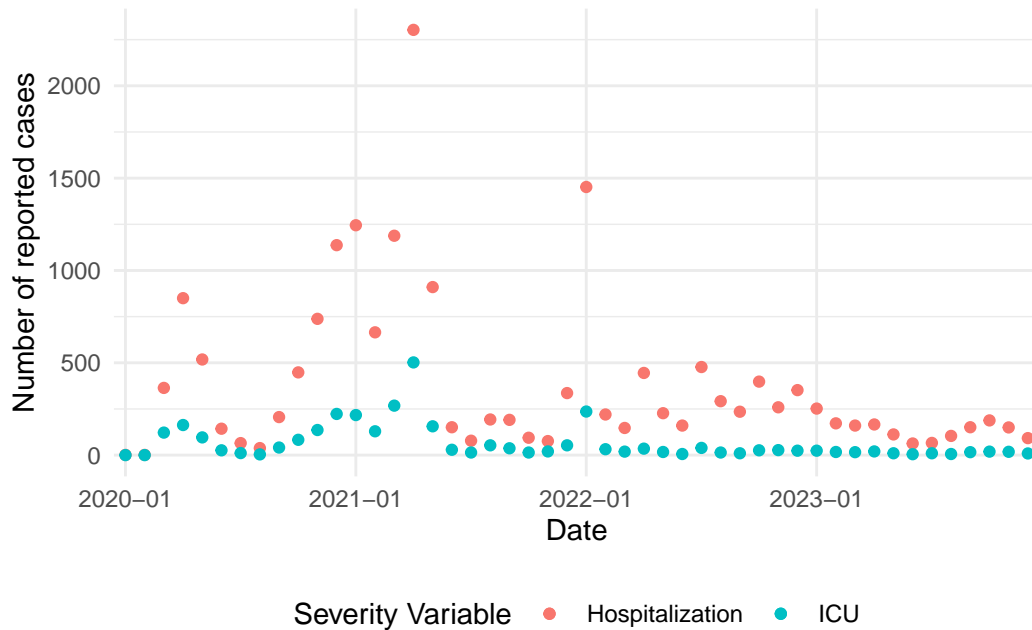 Number of reported cases
2000
1500
1000
500
0
2020−01
2021−01
2022−01
2023−01
Date
Severity Variable
Hospitalization
ICU